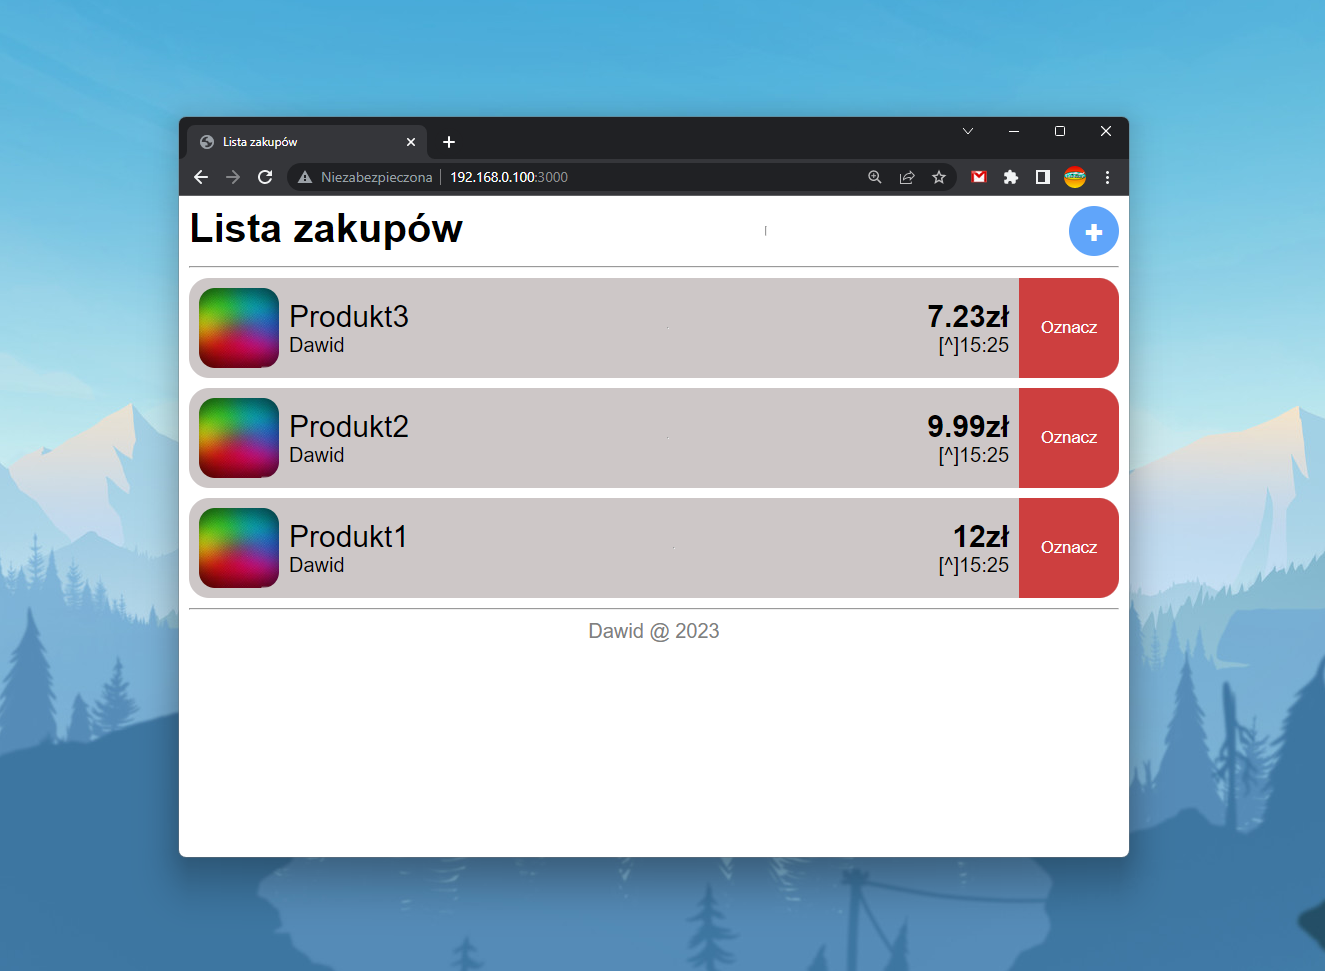 Lista zakupów
Niezabezpieczona 192.168.0.100:3000
Lista zakupów
Produkt3
Dawid
7.23zł
[^]15:25
Oznacz
Produkt2
Dawid
9.99zł
[^]15:25
Oznacz
Produkt1
Dawid
12zł
[^]15:25
Oznacz
Dawid @ 2023